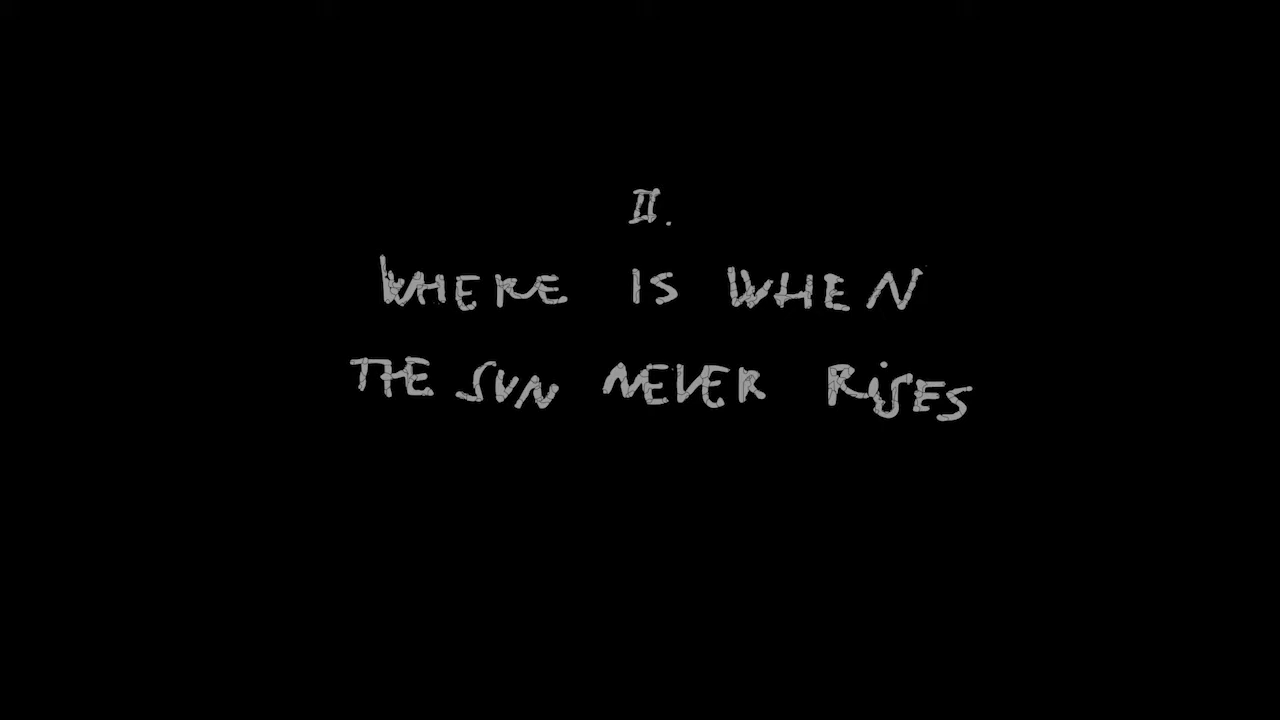 II.
WHERE IS WHEN
THE SUN NEVER RISES